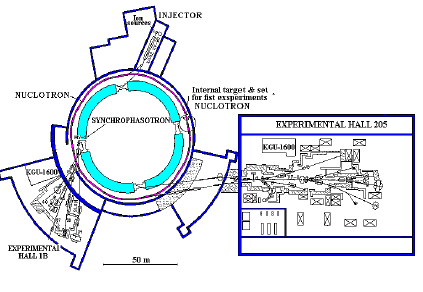 Ion
sources
INJECTOR
NUCLOTRON
Internal target & set
for fist exsperiments
NUCLOTRON
SYNCHROPHASOTRON
EXPERIMENTAL HALL 205
KGU-1600
KGU-1600
EXPERIMENTAL
HALL 1B
50 m